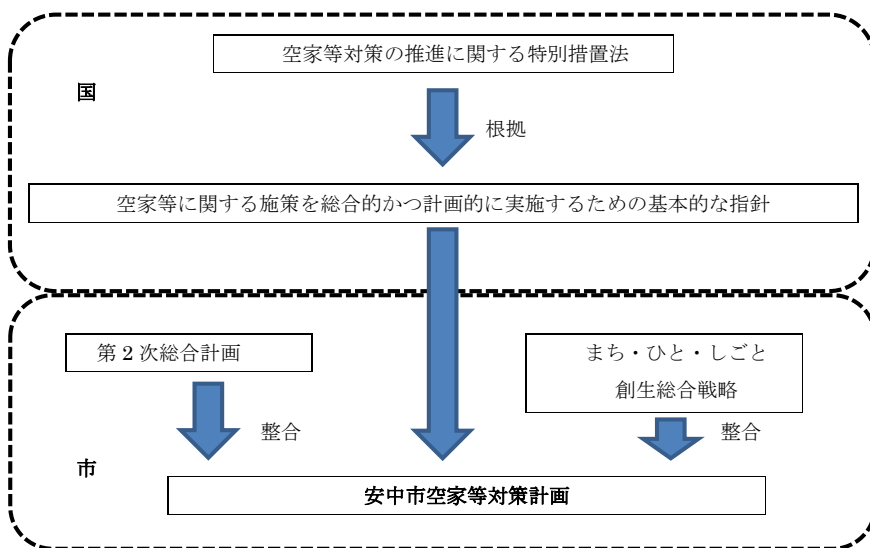 空家等対策の推進に関する特別措置法
国
根拠
空家等に関する施策を総合的かつ計画的に実施するための基本的な指針
第2次総合計画
まち・ひと・しごと
創生総合戦略
整合
整合
市
安中市空家等対策計画